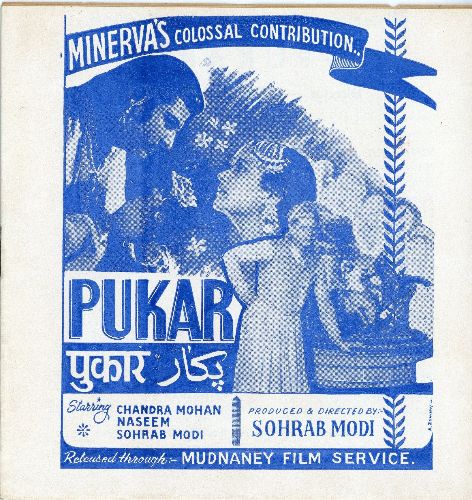 MINERVA'S COLOSSAL CONTRIBUTION..
PUKAR
पुकार پکار
Starring CHANDRA MOHAN
NASEEM
SOHRAB MODI
PRODUCED & DIRECTED BY:-
SOHRAB MODI
Released through:- MUDNANEY FILM SERVICE.